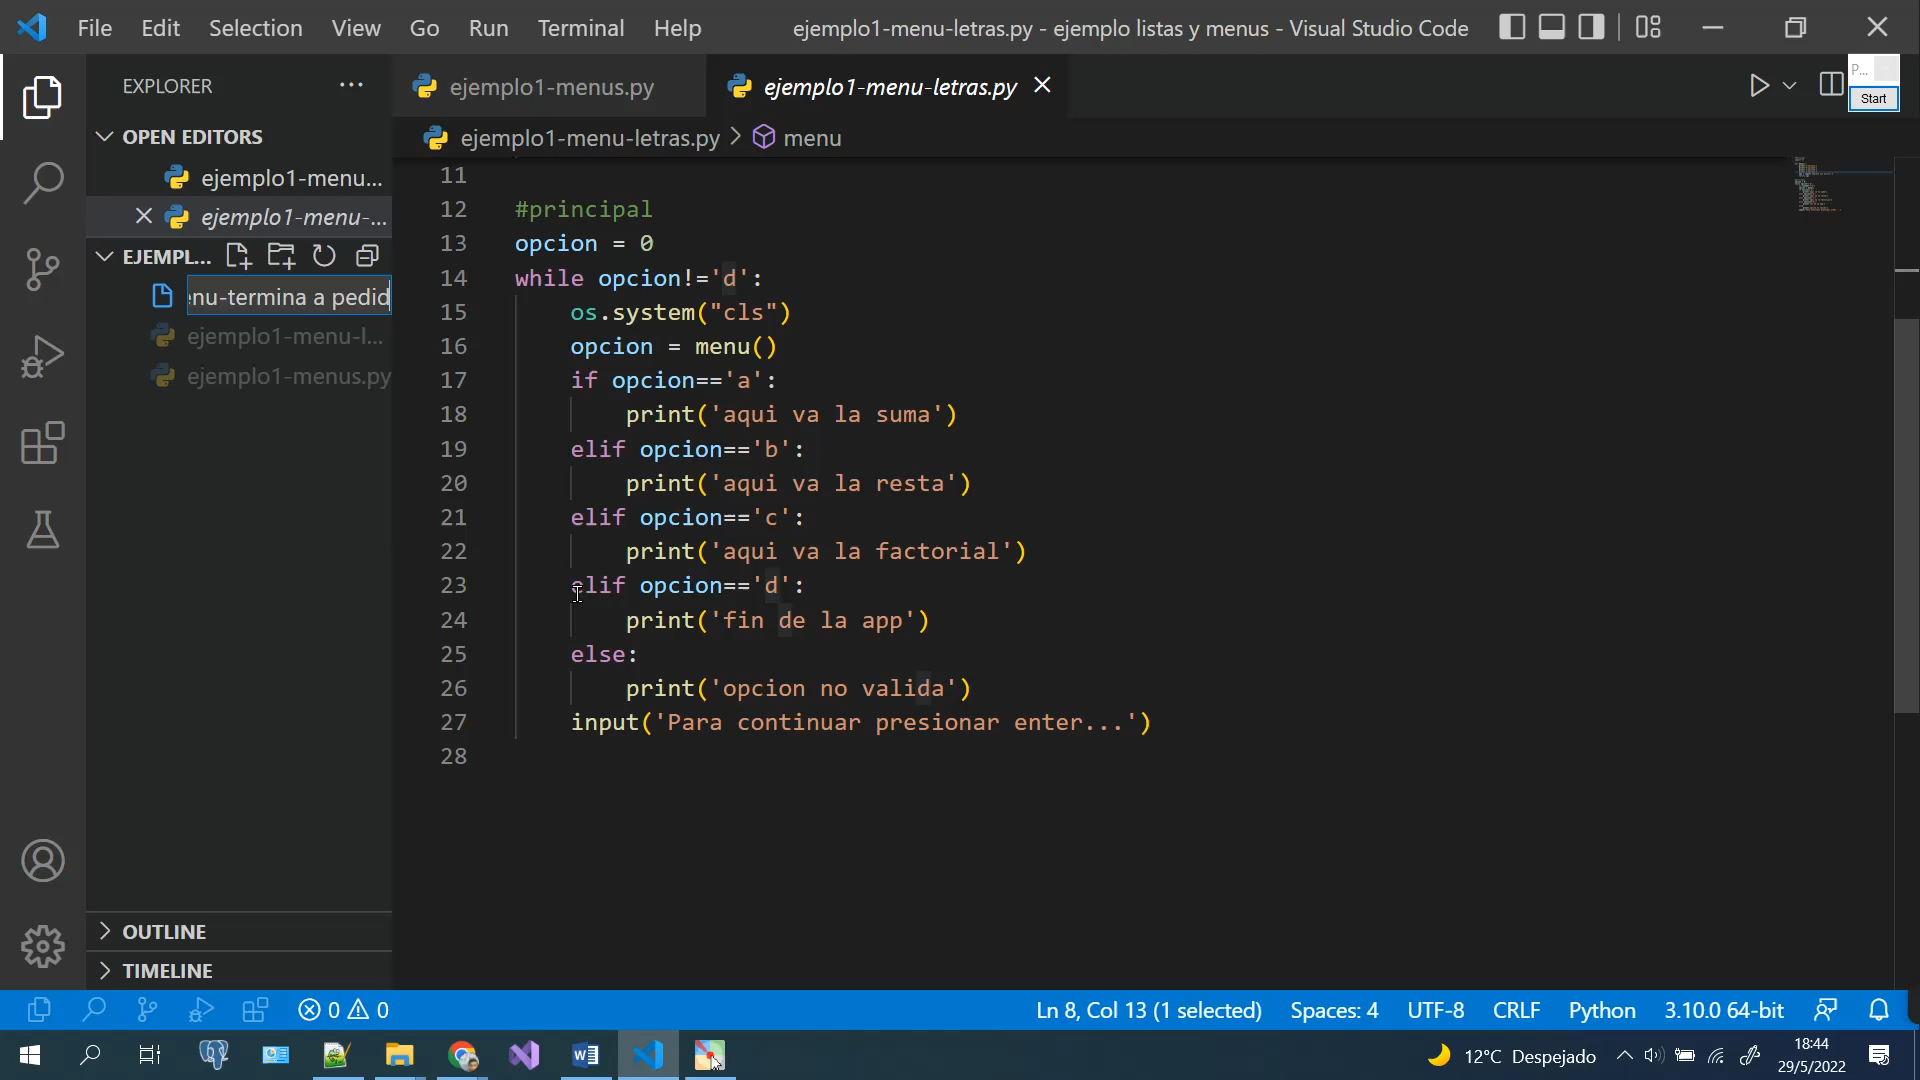 File Edit Selection View Go Run Terminal Help ejemplo1-menu-letras.py - ejemplo listas y menus - Visual Studio Code
EXPLORER ...
ejemplo1-menus.py ejemplo1-menu-letras.py
P...
Start
OPEN EDITORS
ejemplo1-menu-letras.py > menu
ejemplo1-menu...
ejemplo1-menu-...
EJEMPL...
enu-termina a pedid
ejemplo1-menu-l...
ejemplo1-menus.py
11
12 #principal
13 opcion = 0
14 while opcion!='d':
15 os.system("cls")
16 opcion = menu()
17 if opcion=='a':
18 print('aqui va la suma')
19 elif opcion=='b':
20 print('aqui va la resta')
21 elif opcion=='c':
22 print('aqui va la factorial')
23 elif opcion=='d':
24 print('fin de la app')
25 else:
26 print('opcion no valida')
27 input('Para continuar presionar enter...')
28
OUTLINE
TIMELINE
0 0 Ln 8, Col 13 (1 selected) Spaces: 4 UTF-8 CRLF Python 3.10.0 64-bit
12°C Despejado
18:44
29/5/2022